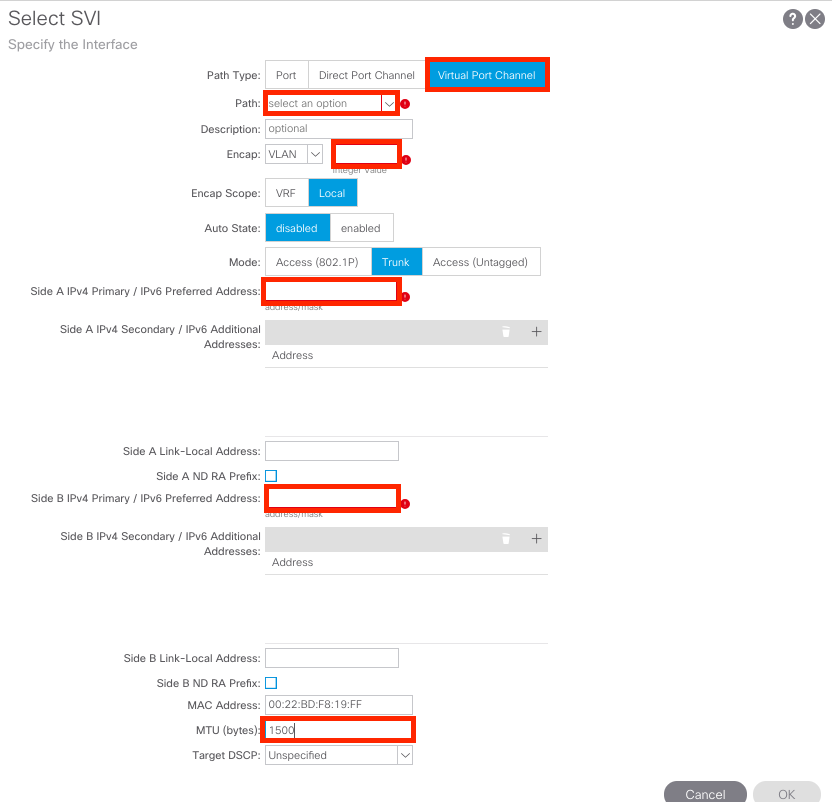 Select SVI
Specify the Interface
Path Type: Port Direct Port Channel Virtual Port Channel
Path: select an option
Description: optional
Encap: VLAN
Integer Value
Encap Scope: VRF Local
Auto State: disabled enabled
Mode: Access (802.1P) Trunk Access (Untagged)
Side A IPv4 Primary / IPv6 Preferred Address:
address/mask
Side A IPv4 Secondary / IPv6 Additional
Addresses:
Address
Side A Link-Local Address:
Side A ND RA Prefix:
Side B IPv4 Primary / IPv6 Preferred Address:
address/mask
Side B IPv4 Secondary / IPv6 Additional
Addresses:
Address
Side B Link-Local Address:
Side B ND RA Prefix:
MAC Address: 00:22:BD:F8:19:FF
MTU (bytes): 1500
Target DSCP: Unspecified
Cancel OK